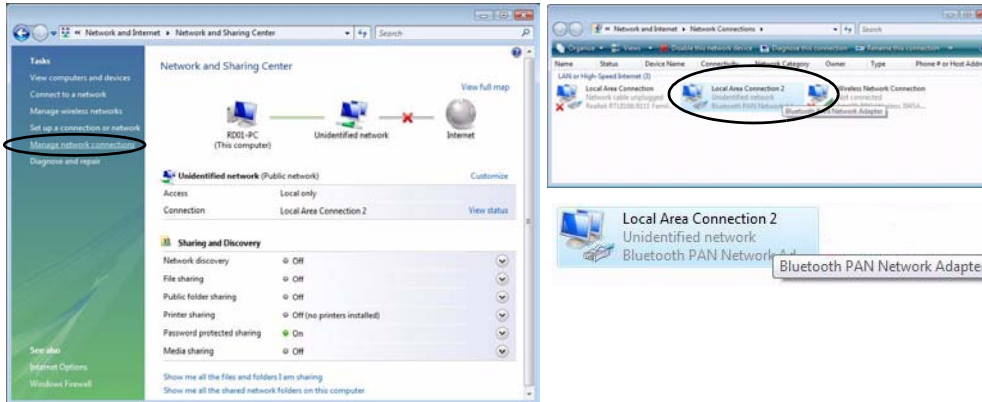 « Network and Internet ▸ Network and Sharing Center
Search
Tasks
View computers and devices
Connect to a network
Manage wireless networks
Set up a connection or network
Manage network connections
Diagnose and repair
See also
Internet Options
Windows Firewall
Network and Sharing Center
View full map
RD01-PC
(This computer)
Unidentified network
Internet
Unidentified network (Public network)
Customize
Access Local only
Connection Local Area Connection 2 View status
Sharing and Discovery
Network discovery Off
File sharing Off
Public folder sharing Off
Printer sharing Off (no printers installed)
Password protected sharing On
Media sharing Off
Show me all the files and folders I am sharing
Show me all the shared network folders on this computer
« Network and Internet ▸ Network Connections ▸
Search
Organize Views Disable this network device Diagnose this connection Rename this connection »
Name Status Device Name Connectivity Network Category Owner Type Phone # or Host Addre
LAN or High-Speed Internet (3)
Local Area Connection
Network cable unplugged
Local Area Connection 2
Unidentified network
Bluetooth PAN Network
Wireless Network Connection
Not connected
Bluetooth PAN Network Adapter
Local Area Connection 2
Unidentified network
Bluetooth PAN Network Ad
Bluetooth PAN Network Adapte